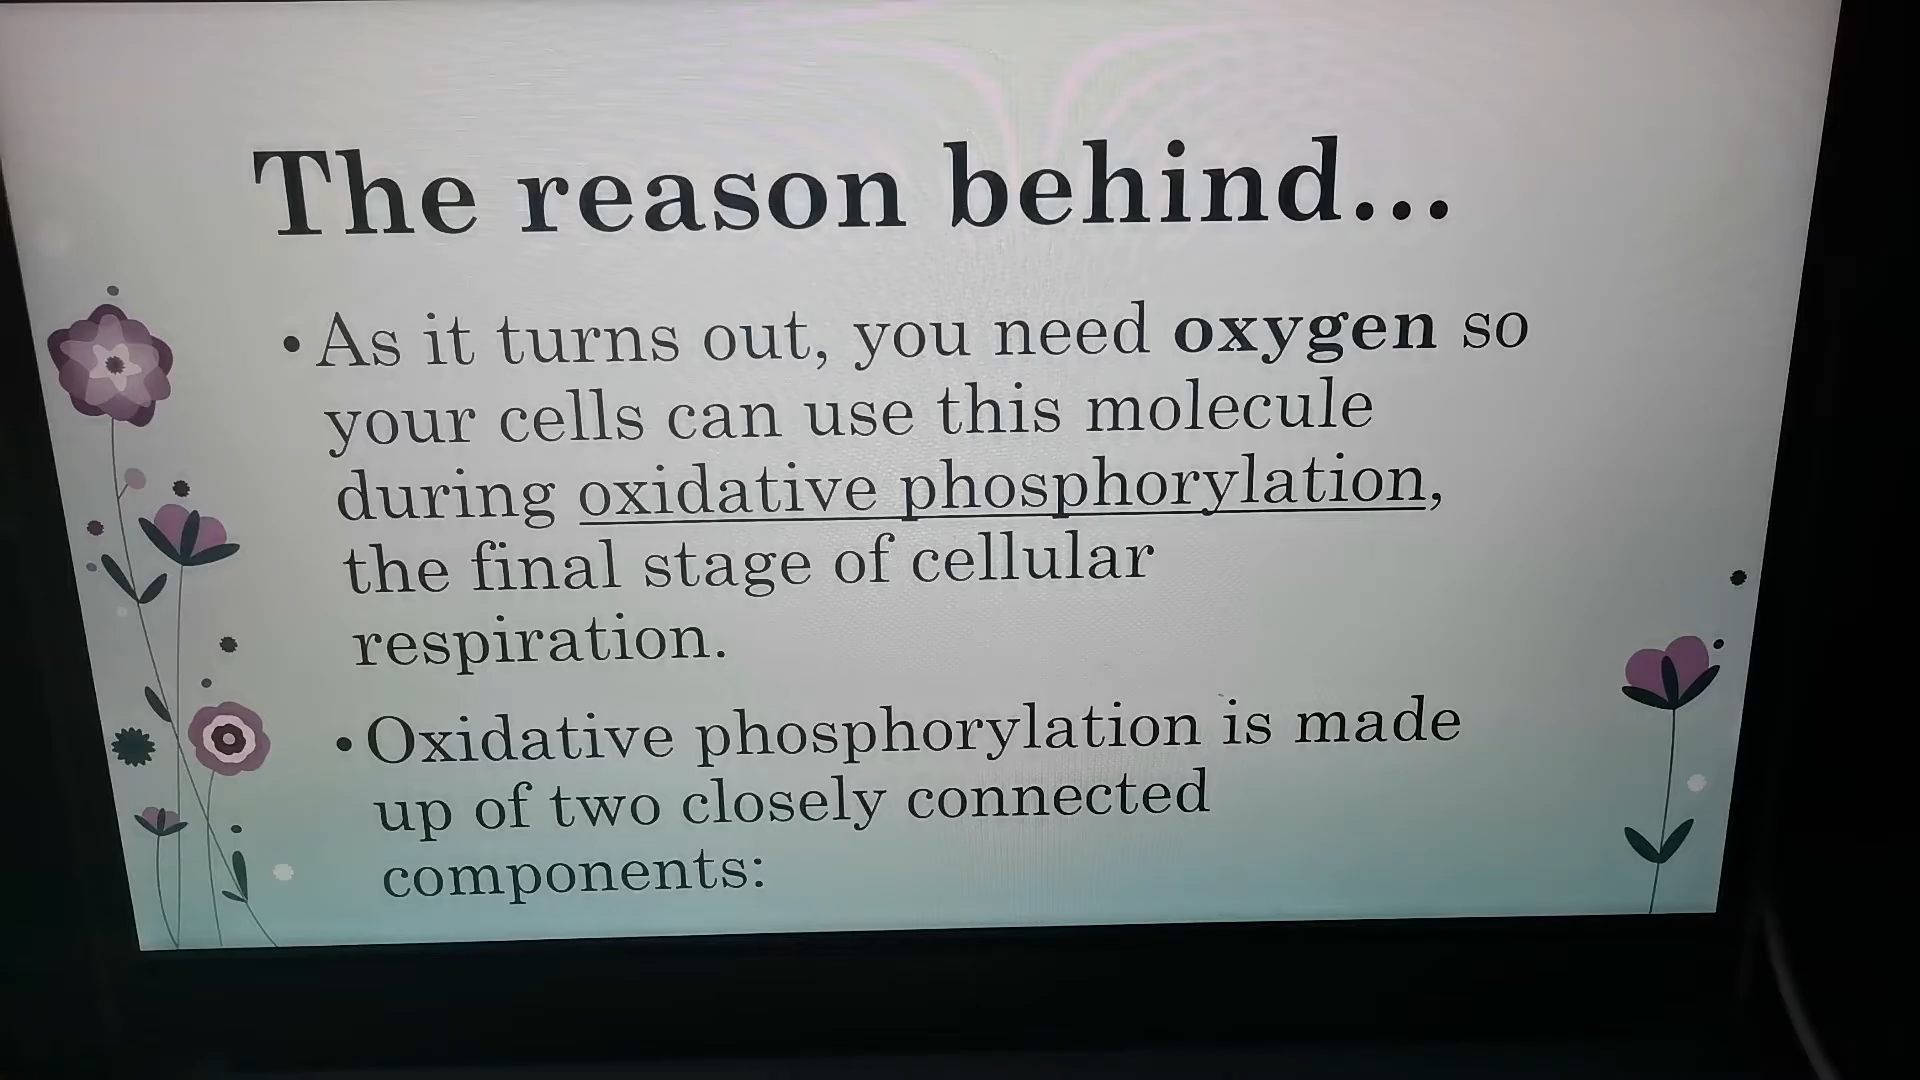 The reason behind...
• As it turns out, you need oxygen so
your cells can use this molecule
during oxidative phosphorylation,
the final stage of cellular
respiration.
• Oxidative phosphorylation is made
up of two closely connected
components: